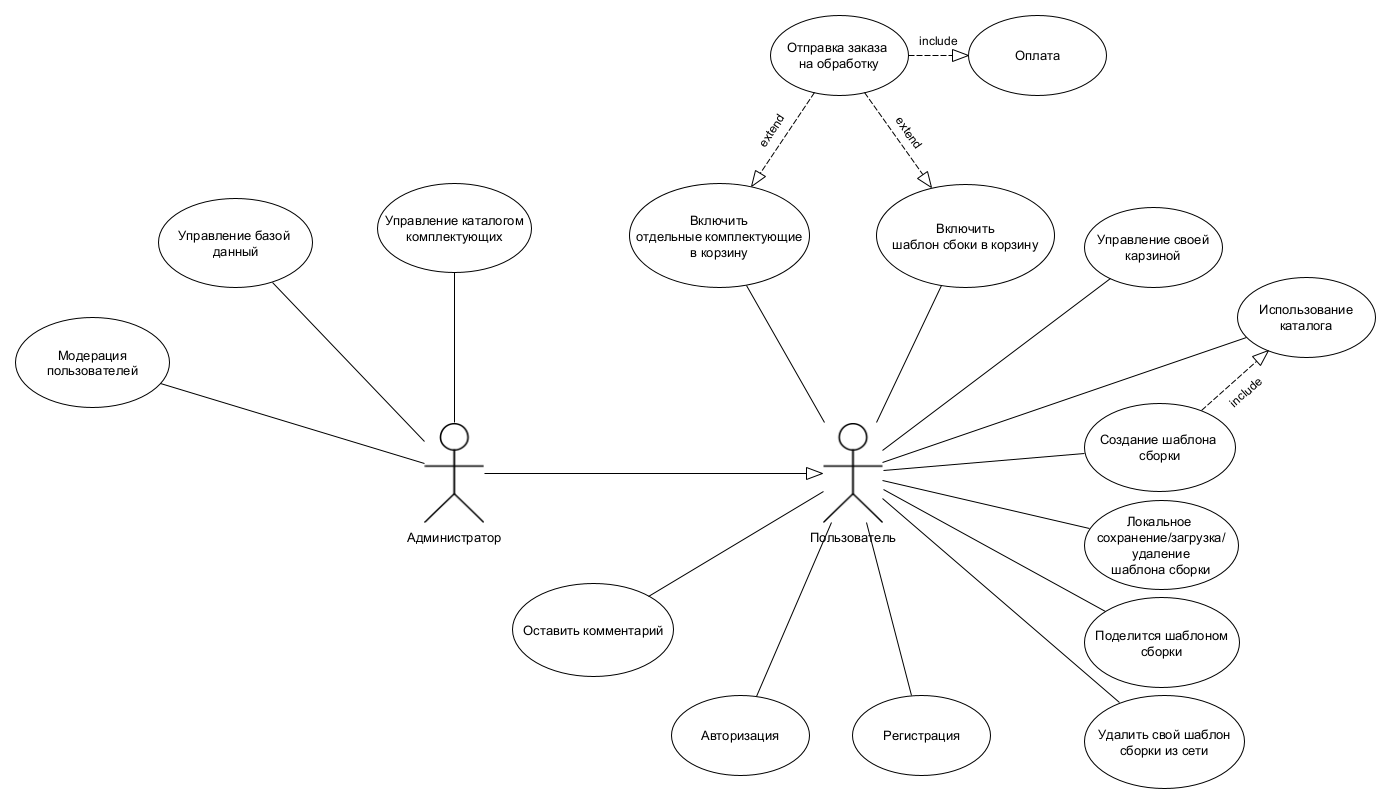 Отправка заказа
на обработку
include
Оплата
extend
extend
Управление базой
данный
Управление каталогом
комплектующих
Включить
отдельные комплектующие
в корзину
Включить
шаблон сбоки в корзину
Управление своей
карзиной
Использование
каталога
Модерация
пользователей
include
Создание шаблона
сборки
Администратор
Пользователь
Локальное
сохранение/загрузка/
удаление
шаблона сборки
Оставить комментарий
Поделится шаблоном
сборки
Авторизация
Регистрация
Удалить свой шаблон
сборки из сети